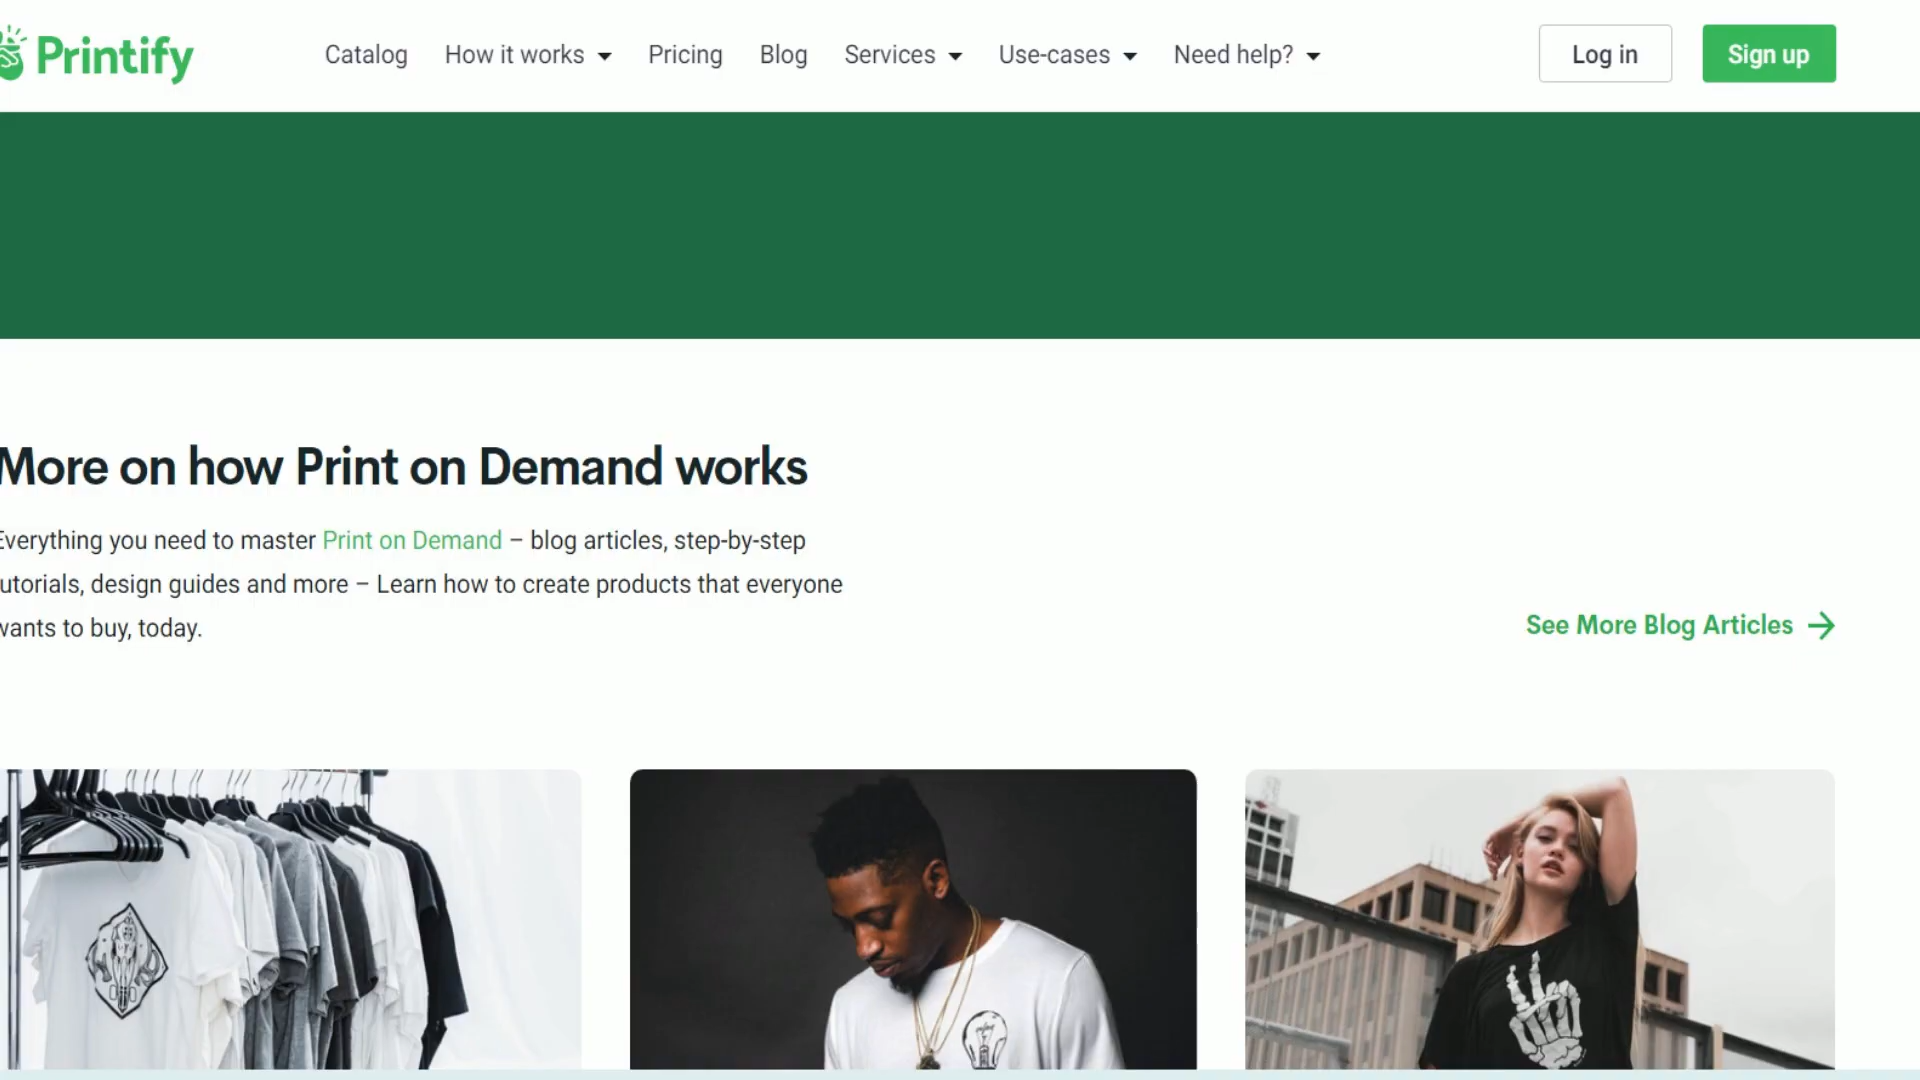 Printify
Catalog
How it works
Pricing
Blog
Services
Use-cases
Need help?
Log in
Sign up
More on how Print on Demand works
Everything you need to master Print on Demand – blog articles, step-by-step
tutorials, design guides and more – Learn how to create products that everyone
wants to buy, today.
See More Blog Articles